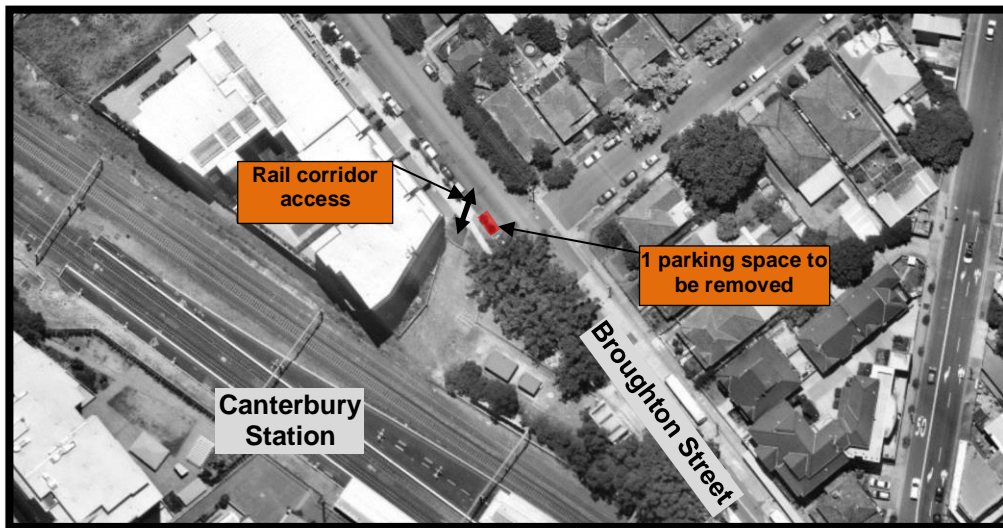 Rail corridor
access
1 parking space to
be removed
Broughton Street
Canterbury
Station